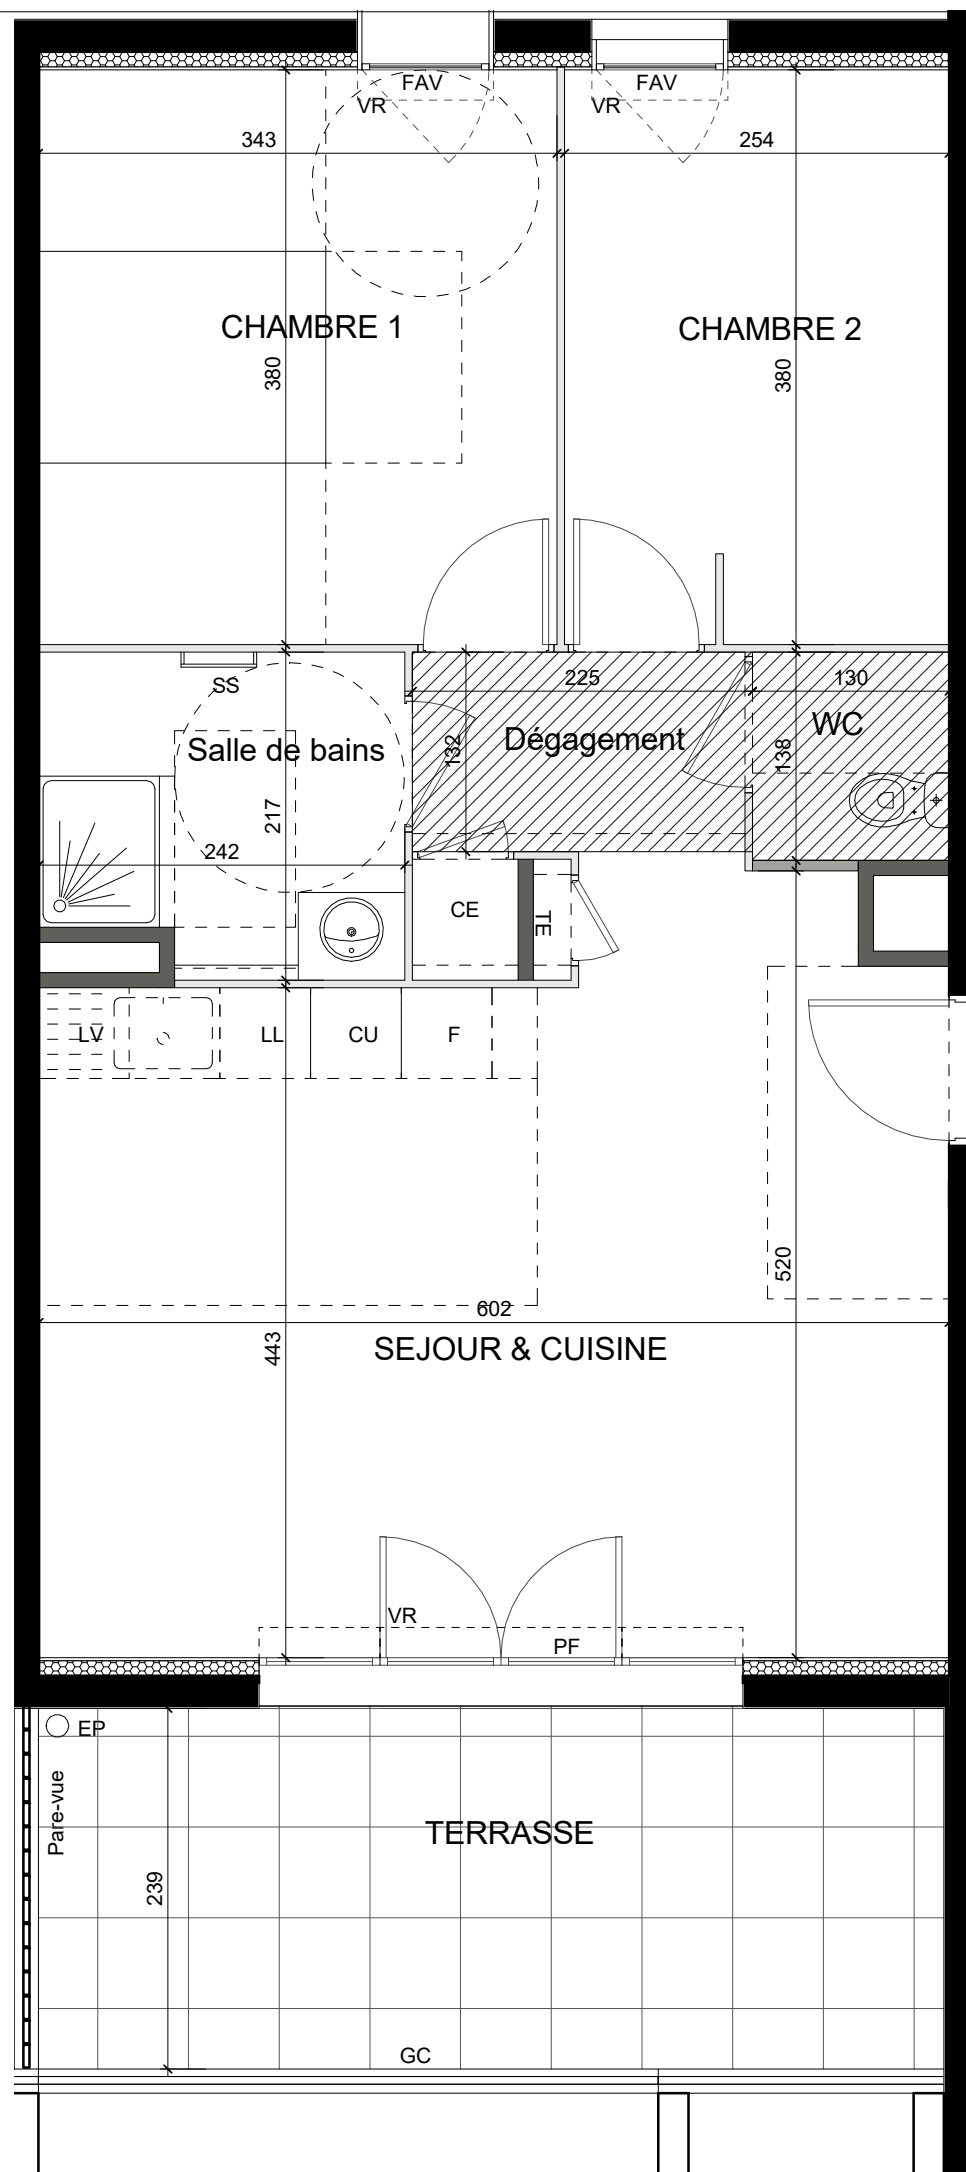 FAV
FAV
VR
VR
343
254
CHAMBRE 1
CHAMBRE 2
380
380
SS
225
130
WC
Salle de bains
Dégagement
132
138
217
242
CE
TE
LV
LL
CU
F
520
602
443
SEJOUR & CUISINE
VR
PF
EP
Pare-vue
TERRASSE
239
GC